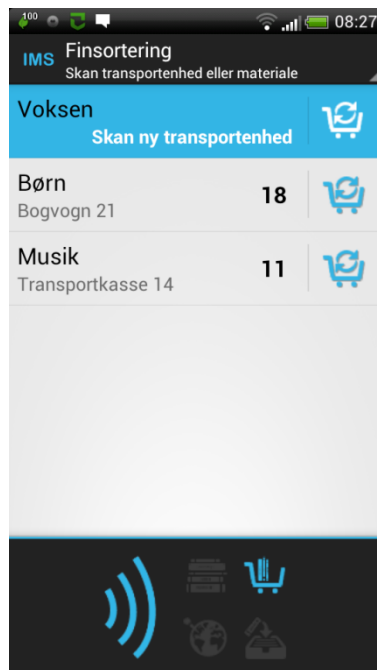 100
08:27
IMS
Finsortering
Skan transportenhed eller materiale
Voksen
Skan ny transportenhed
Børn
18
Bogvogn 21
Musik
11
Transportkasse 14